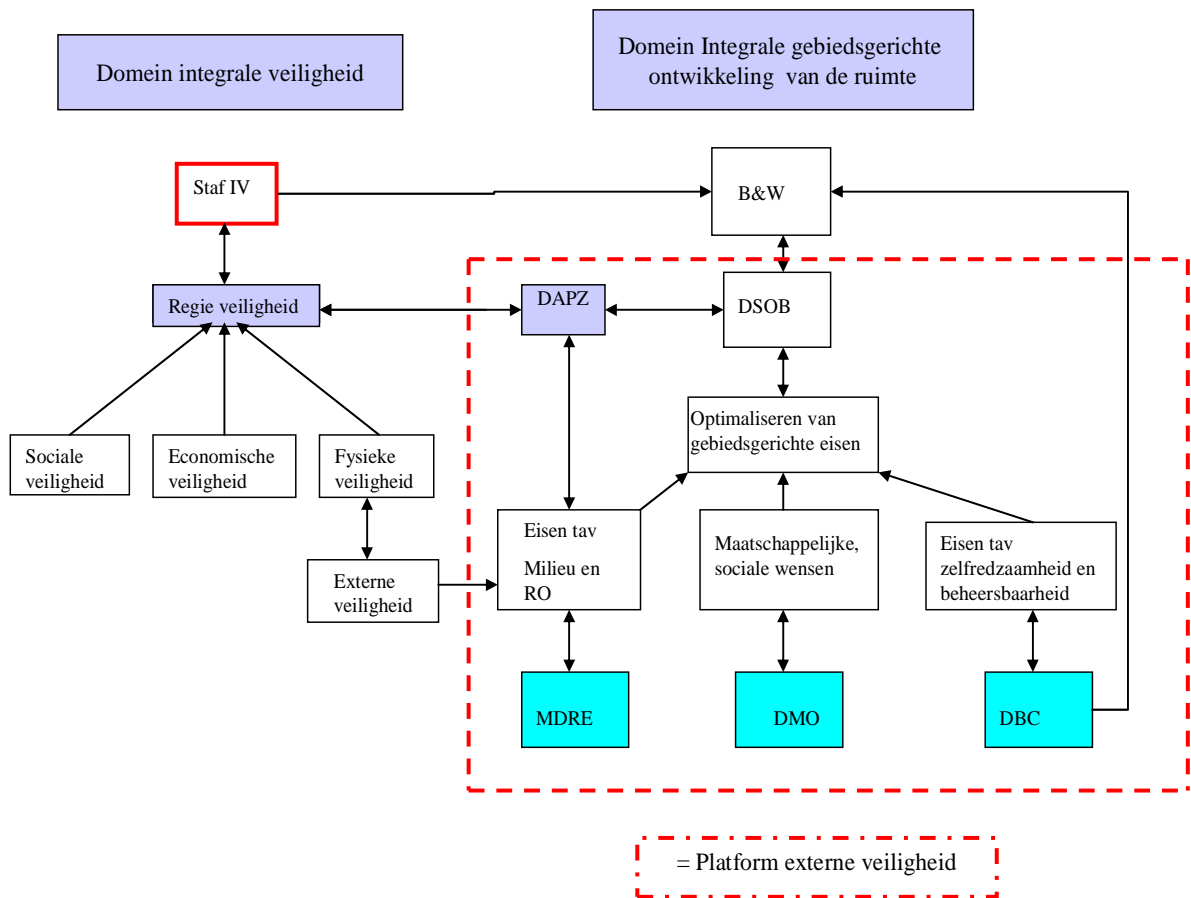 Domein integrale veiligheid
Domein Integrale gebiedsgerichte
ontwikkeling van de ruimte
Staf IV
B&W
Regie veiligheid
DAPZ
DSOB
Optimaliseren van
gebiedsgerichte eisen
Sociale
veiligheid
Economische
veiligheid
Fysieke
veiligheid
Eisen tav
Milieu en
RO
Maatschappelijke,
sociale wensen
Eisen tav
zelfredzaamheid en
beheersbaarheid
Externe
veiligheid
MDRE
DMO
DBC
= Platform externe veiligheid